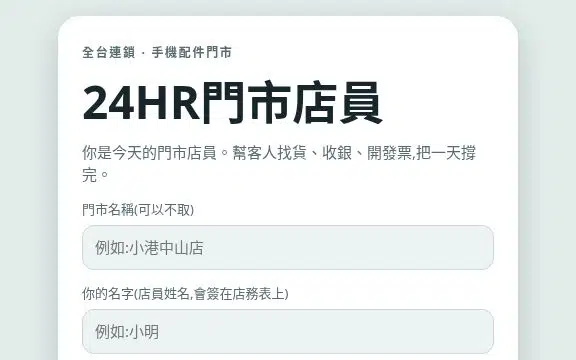 全台連鎖 · 手機配件門市
24HR門市店員
你是今天的門市店員。幫客人找貨、收銀、開發票,把一天撐
完。
門市名稱(可以不取)
例如:小港中山店
你的名字(店員姓名,會簽在店務表上)
例如:小明